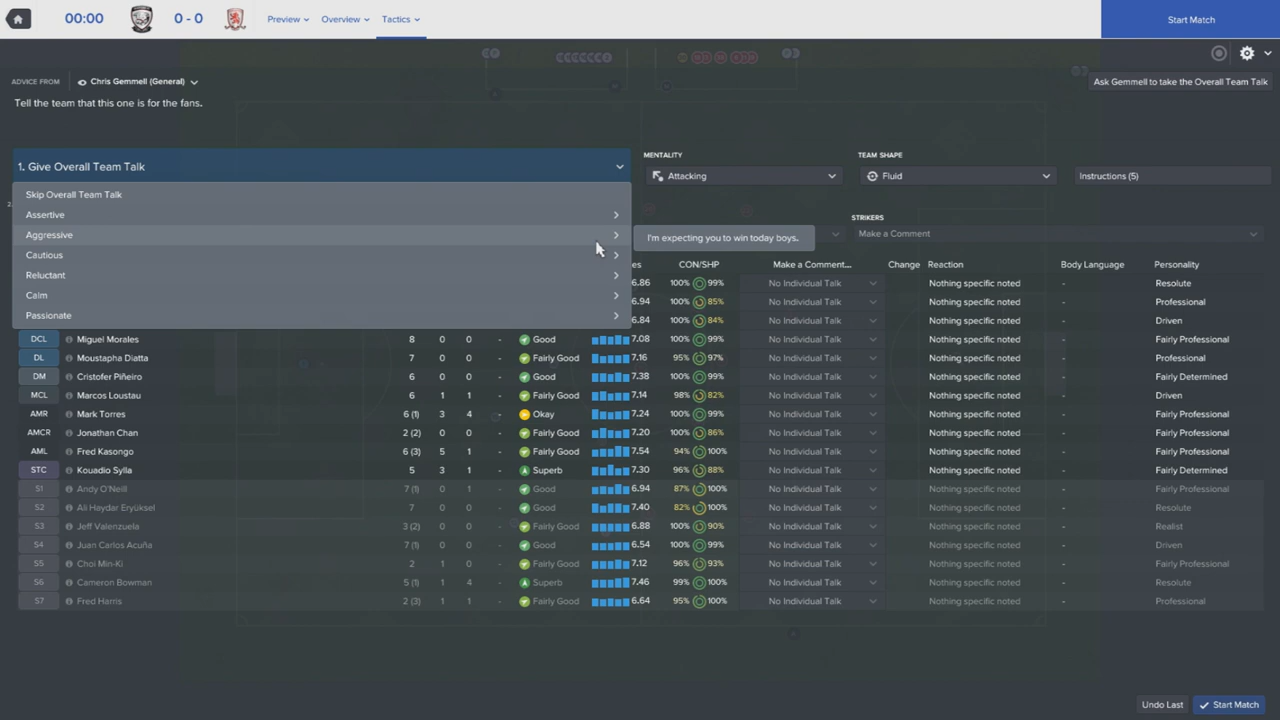 00:00 0 - 0 Preview Overview Tactics Start Match
ADVICE FROM Chris Gemmell (General) Ask Gemmell to take the Overall Team Talk
Tell the team that this one is for the fans.
1. Give Overall Team Talk
MENTALITY TEAM SHAPE
Attacking Fluid Instructions (5)
Skip Overall Team Talk
Assertive
STRIKERS
Aggressive I'm expecting you to win today boys. Make a Comment
Cautious
CON/SHP Make a Comment... Change Reaction Body Language Personality
Reluctant 6.86 100% 99% No Individual Talk Nothing specific noted - Resolute
Calm 6.94 100% 85% No Individual Talk Nothing specific noted - Professional
Passionate 6.84 100% 84% No Individual Talk Nothing specific noted - Driven
DCL Miguel Morales 8 0 0 - Good 7.08 100% 99% No Individual Talk Nothing specific noted - Fairly Professional
DL Moustapha Diatta 7 0 0 - Fairly Good 7.16 95% 97% No Individual Talk Nothing specific noted - Professional
DM Cristofer Piñeiro 6 0 0 - Good 7.38 100% 99% No Individual Talk Nothing specific noted - Fairly Determined
MCL Marcos Loustau 6 1 1 - Fairly Good 7.14 98% 82% No Individual Talk Nothing specific noted - Driven
AMR Mark Torres 6 (1) 3 4 - Okay 7.24 100% 99% No Individual Talk Nothing specific noted - Fairly Professional
AMCR Jonathan Chan 2 (2) 0 0 - Fairly Good 7.20 100% 86% No Individual Talk Nothing specific noted - Fairly Professional
AML Fred Kasongo 6 (3) 5 1 - Fairly Good 7.54 94% 100% No Individual Talk Nothing specific noted - Fairly Professional
STC Kouadio Sylla 5 3 1 - Superb 7.30 96% 88% No Individual Talk Nothing specific noted - Fairly Determined
S1 Andy O'Neill 7 (1) 0 1 - Good 6.94 87% 100% No Individual Talk Nothing specific noted - Fairly Professional
S2 Ali Haydar Eryüksel 7 0 0 - Good 7.40 82% 100% No Individual Talk Nothing specific noted - Resolute
S3 Jeff Valenzuela 3 (2) 0 0 - Fairly Good 6.88 100% 90% No Individual Talk Nothing specific noted - Realist
S4 Juan Carlos Acuña 7 (1) 0 0 - Good 6.54 100% 99% No Individual Talk Nothing specific noted - Driven
S5 Choi Min-Ki 2 1 0 - Fairly Good 7.12 96% 93% No Individual Talk Nothing specific noted - Fairly Professional
S6 Cameron Bowman 5 (1) 1 4 - Superb 7.46 99% 100% No Individual Talk Nothing specific noted - Resolute
S7 Fred Harris 2 (3) 1 1 - Fairly Good 6.64 95% 100% No Individual Talk Nothing specific noted - Professional
Undo Last Start Match